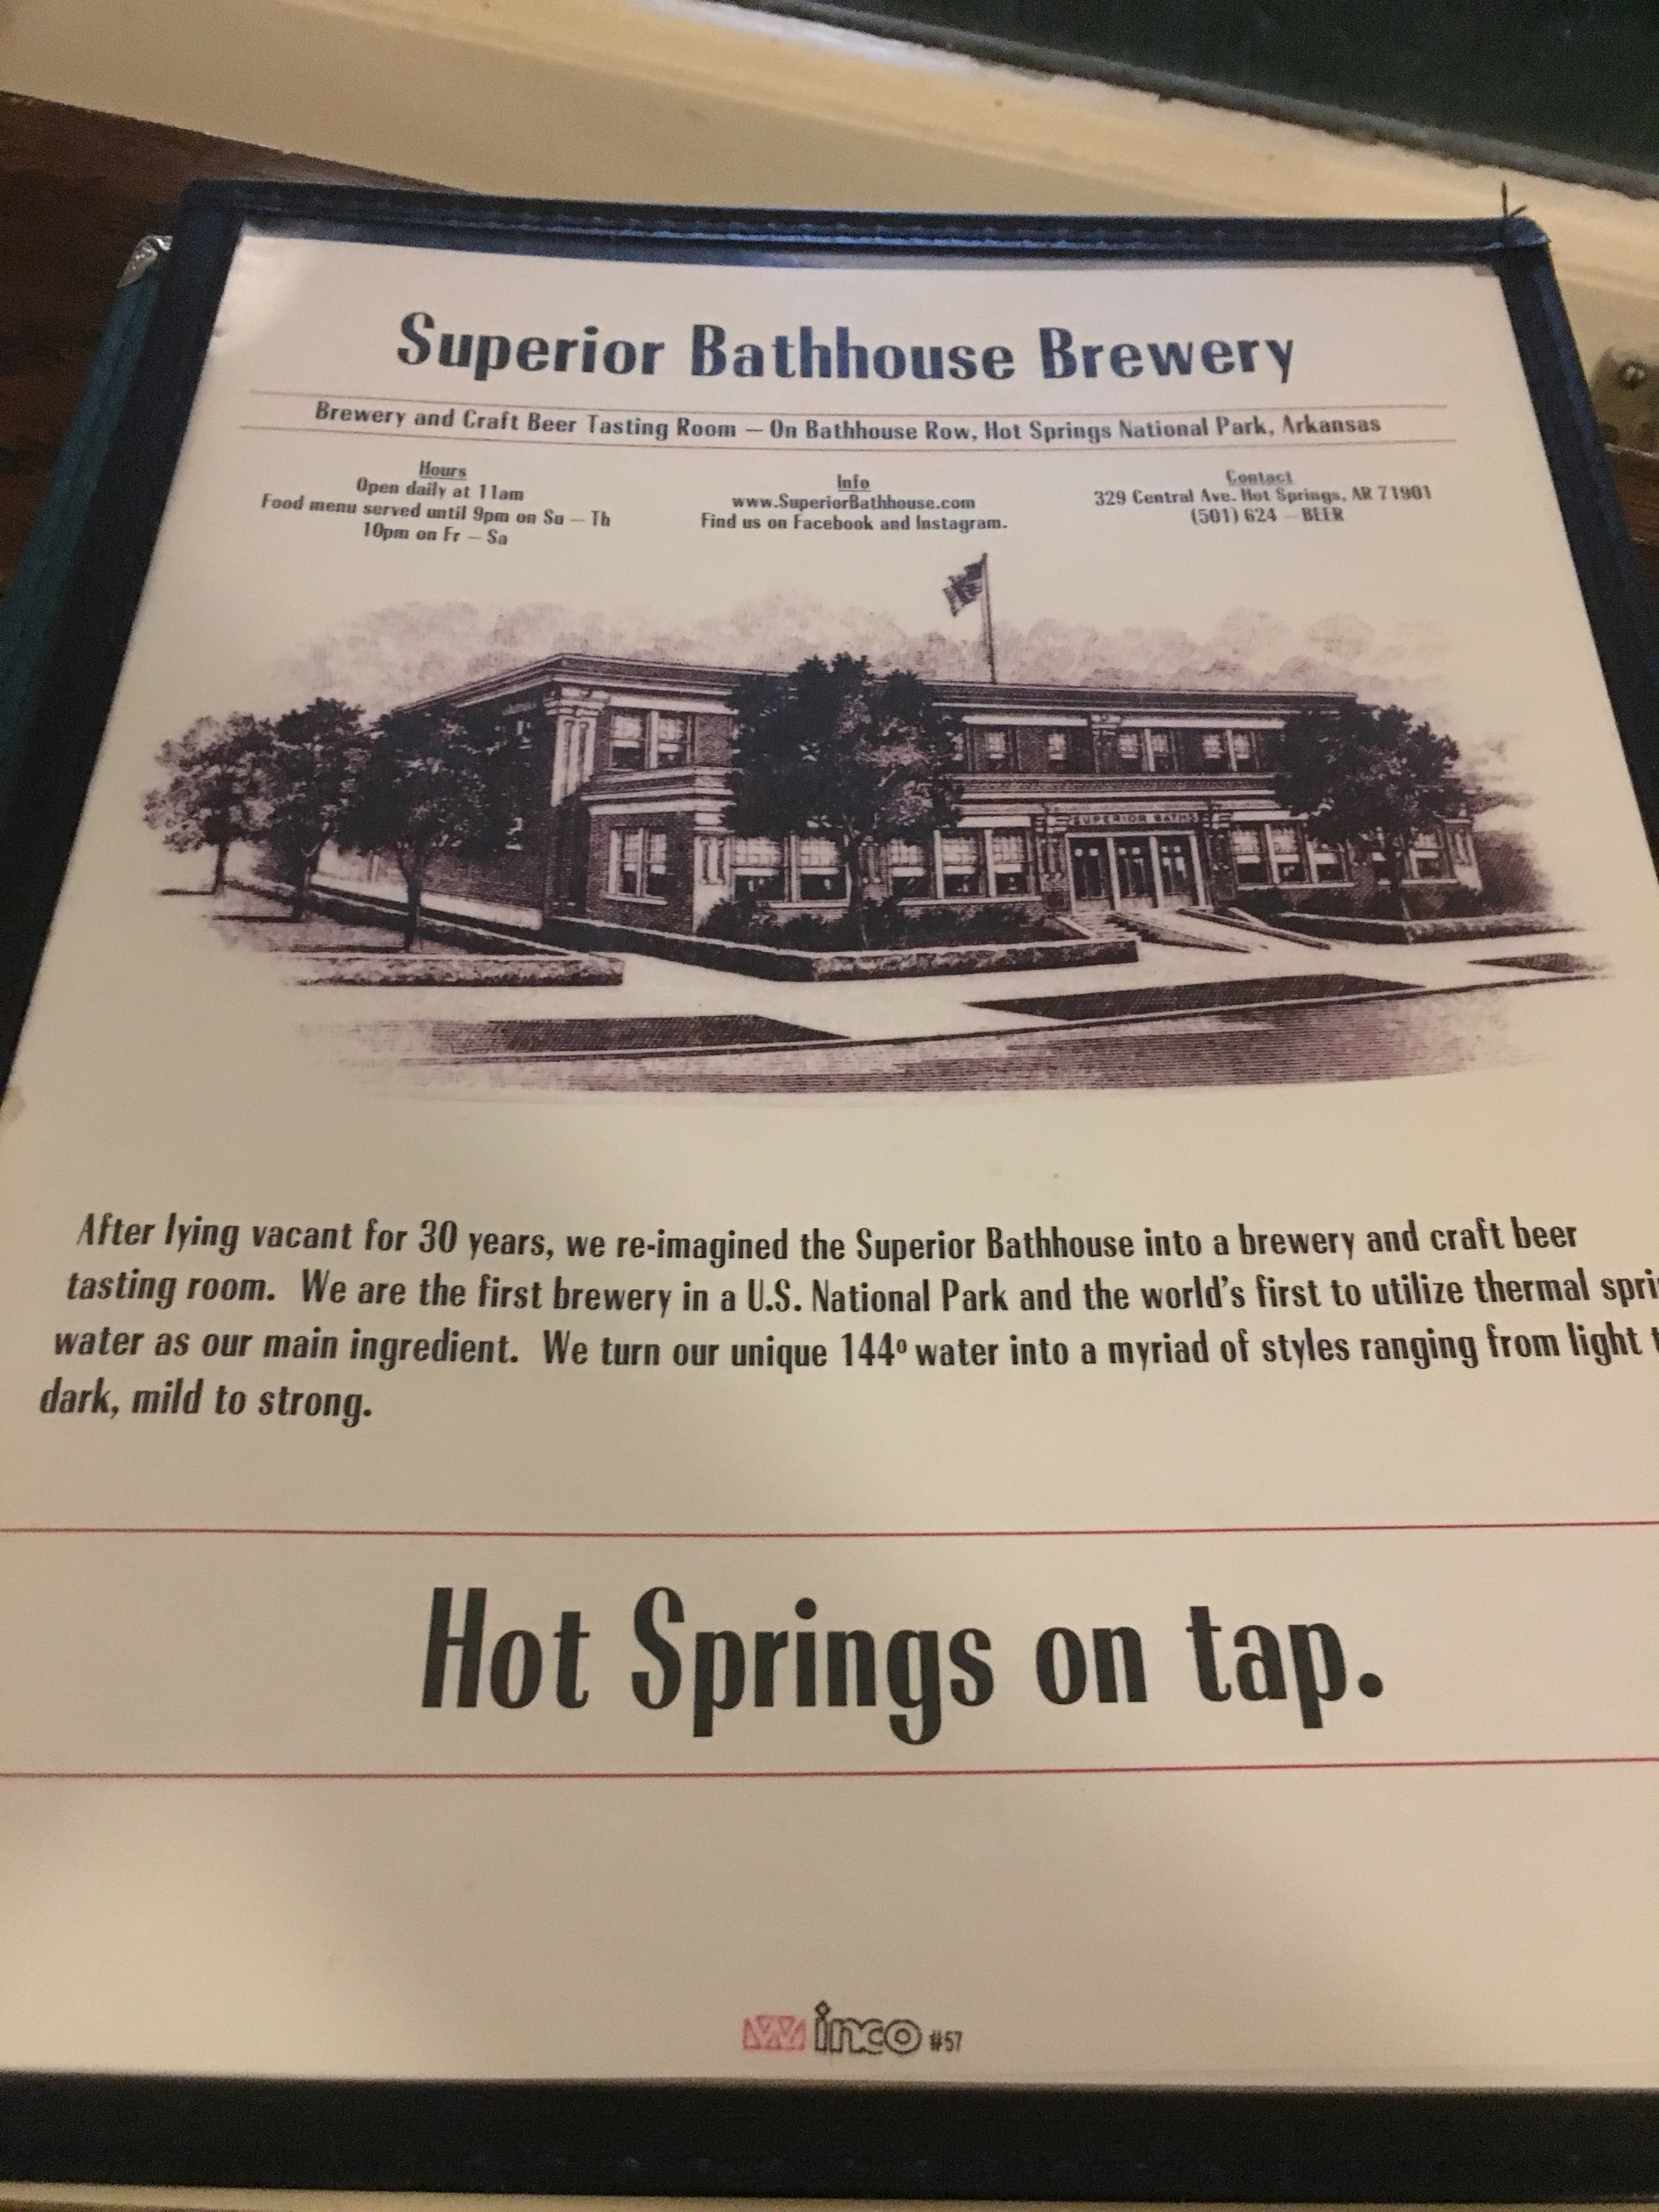 Superior Bathhouse Brewery
Brewery and Craft Beer Tasting Room – On Bathhouse Row, Hot Springs National Park, Arkansas
Hours
Open daily at 11am
Food menu served until 9pm on Su – Th
10pm on Fr – Sa
Info
www.SuperiorBathhouse.com
Find us on Facebook and Instagram.
Contact
329 Central Ave. Hot Springs, AR 71901
(501) 624 – BEER
SUPERIOR BATHS
After lying vacant for 30 years, we re-imagined the Superior Bathhouse into a brewery and craft beer
tasting room. We are the first brewery in a U.S. National Park and the world's first to utilize thermal spri
water as our main ingredient. We turn our unique 144º water into a myriad of styles ranging from light t
dark, mild to strong.
Hot Springs on tap.
Winco #57